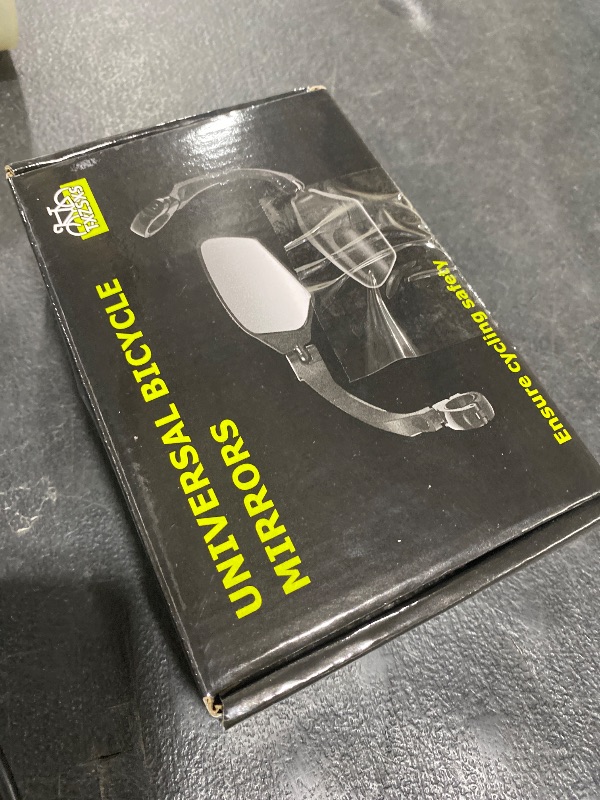 UNIVERSAL BICYCLE
MIRRORS
Ensure cycling safety